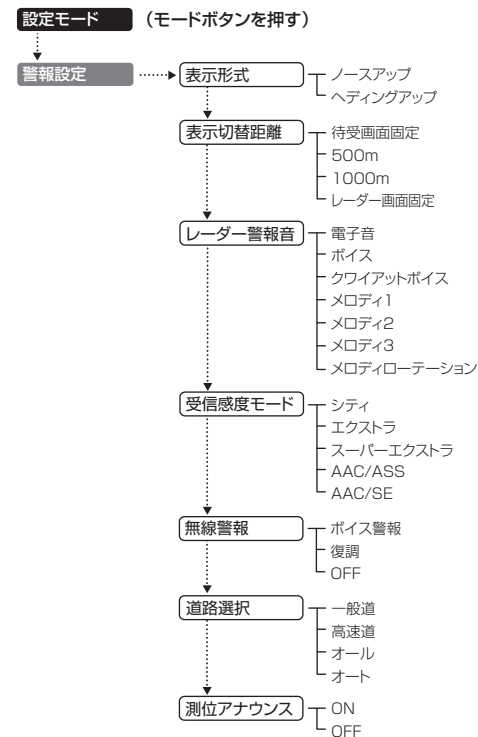 設定モード （モードボタンを押す）
警報設定
表示形式
ノースアップ
ヘディングアップ
表示切替距離
待受画面固定
500m
1000m
レーダー画面固定
レーダー警報音
電子音
ボイス
クワイアットボイス
メロディ1
メロディ2
メロディ3
メロディローテーション
受信感度モード
シティ
エクストラ
スーパーエクストラ
AAC/ASS
AAC/SE
無線警報
ボイス警報
復調
OFF
道路選択
一般道
高速道
オール
オート
測位アナウンス
ON
OFF